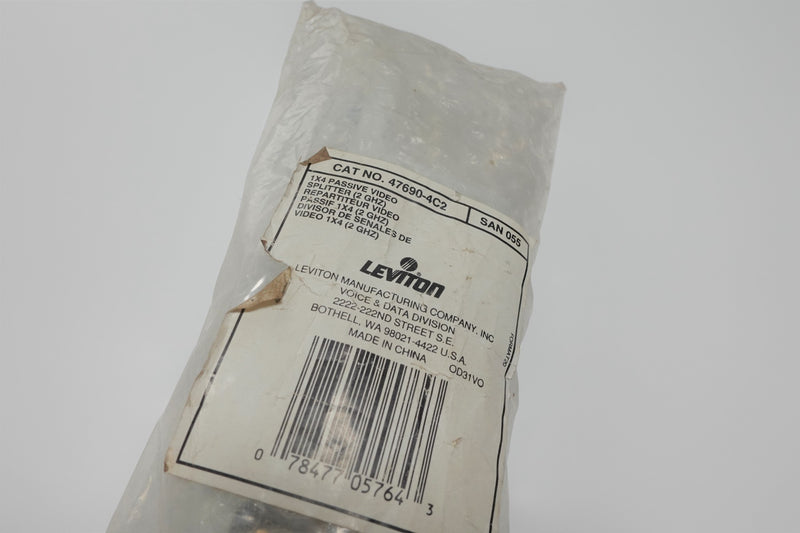 CAT NO. 47690-4C2
SAN 055
1X4 PASSIVE VIDEO
SPLITTER (2 GHZ)
REPARTITEUR VIDEO
PASSIF 1X4 (2 GHZ)
DIVISOR DE SENALES DE
VIDEO 1X4 (2 GHZ)
LEVITON
LEVITON MANUFACTURING COMPANY, INC
VOICE & DATA DIVISION
2222-222ND STREET S.E.
BOTHELL, WA 98021-4422 U.S.A.
MADE IN CHINA
OD31VO
0 78477 05764 3